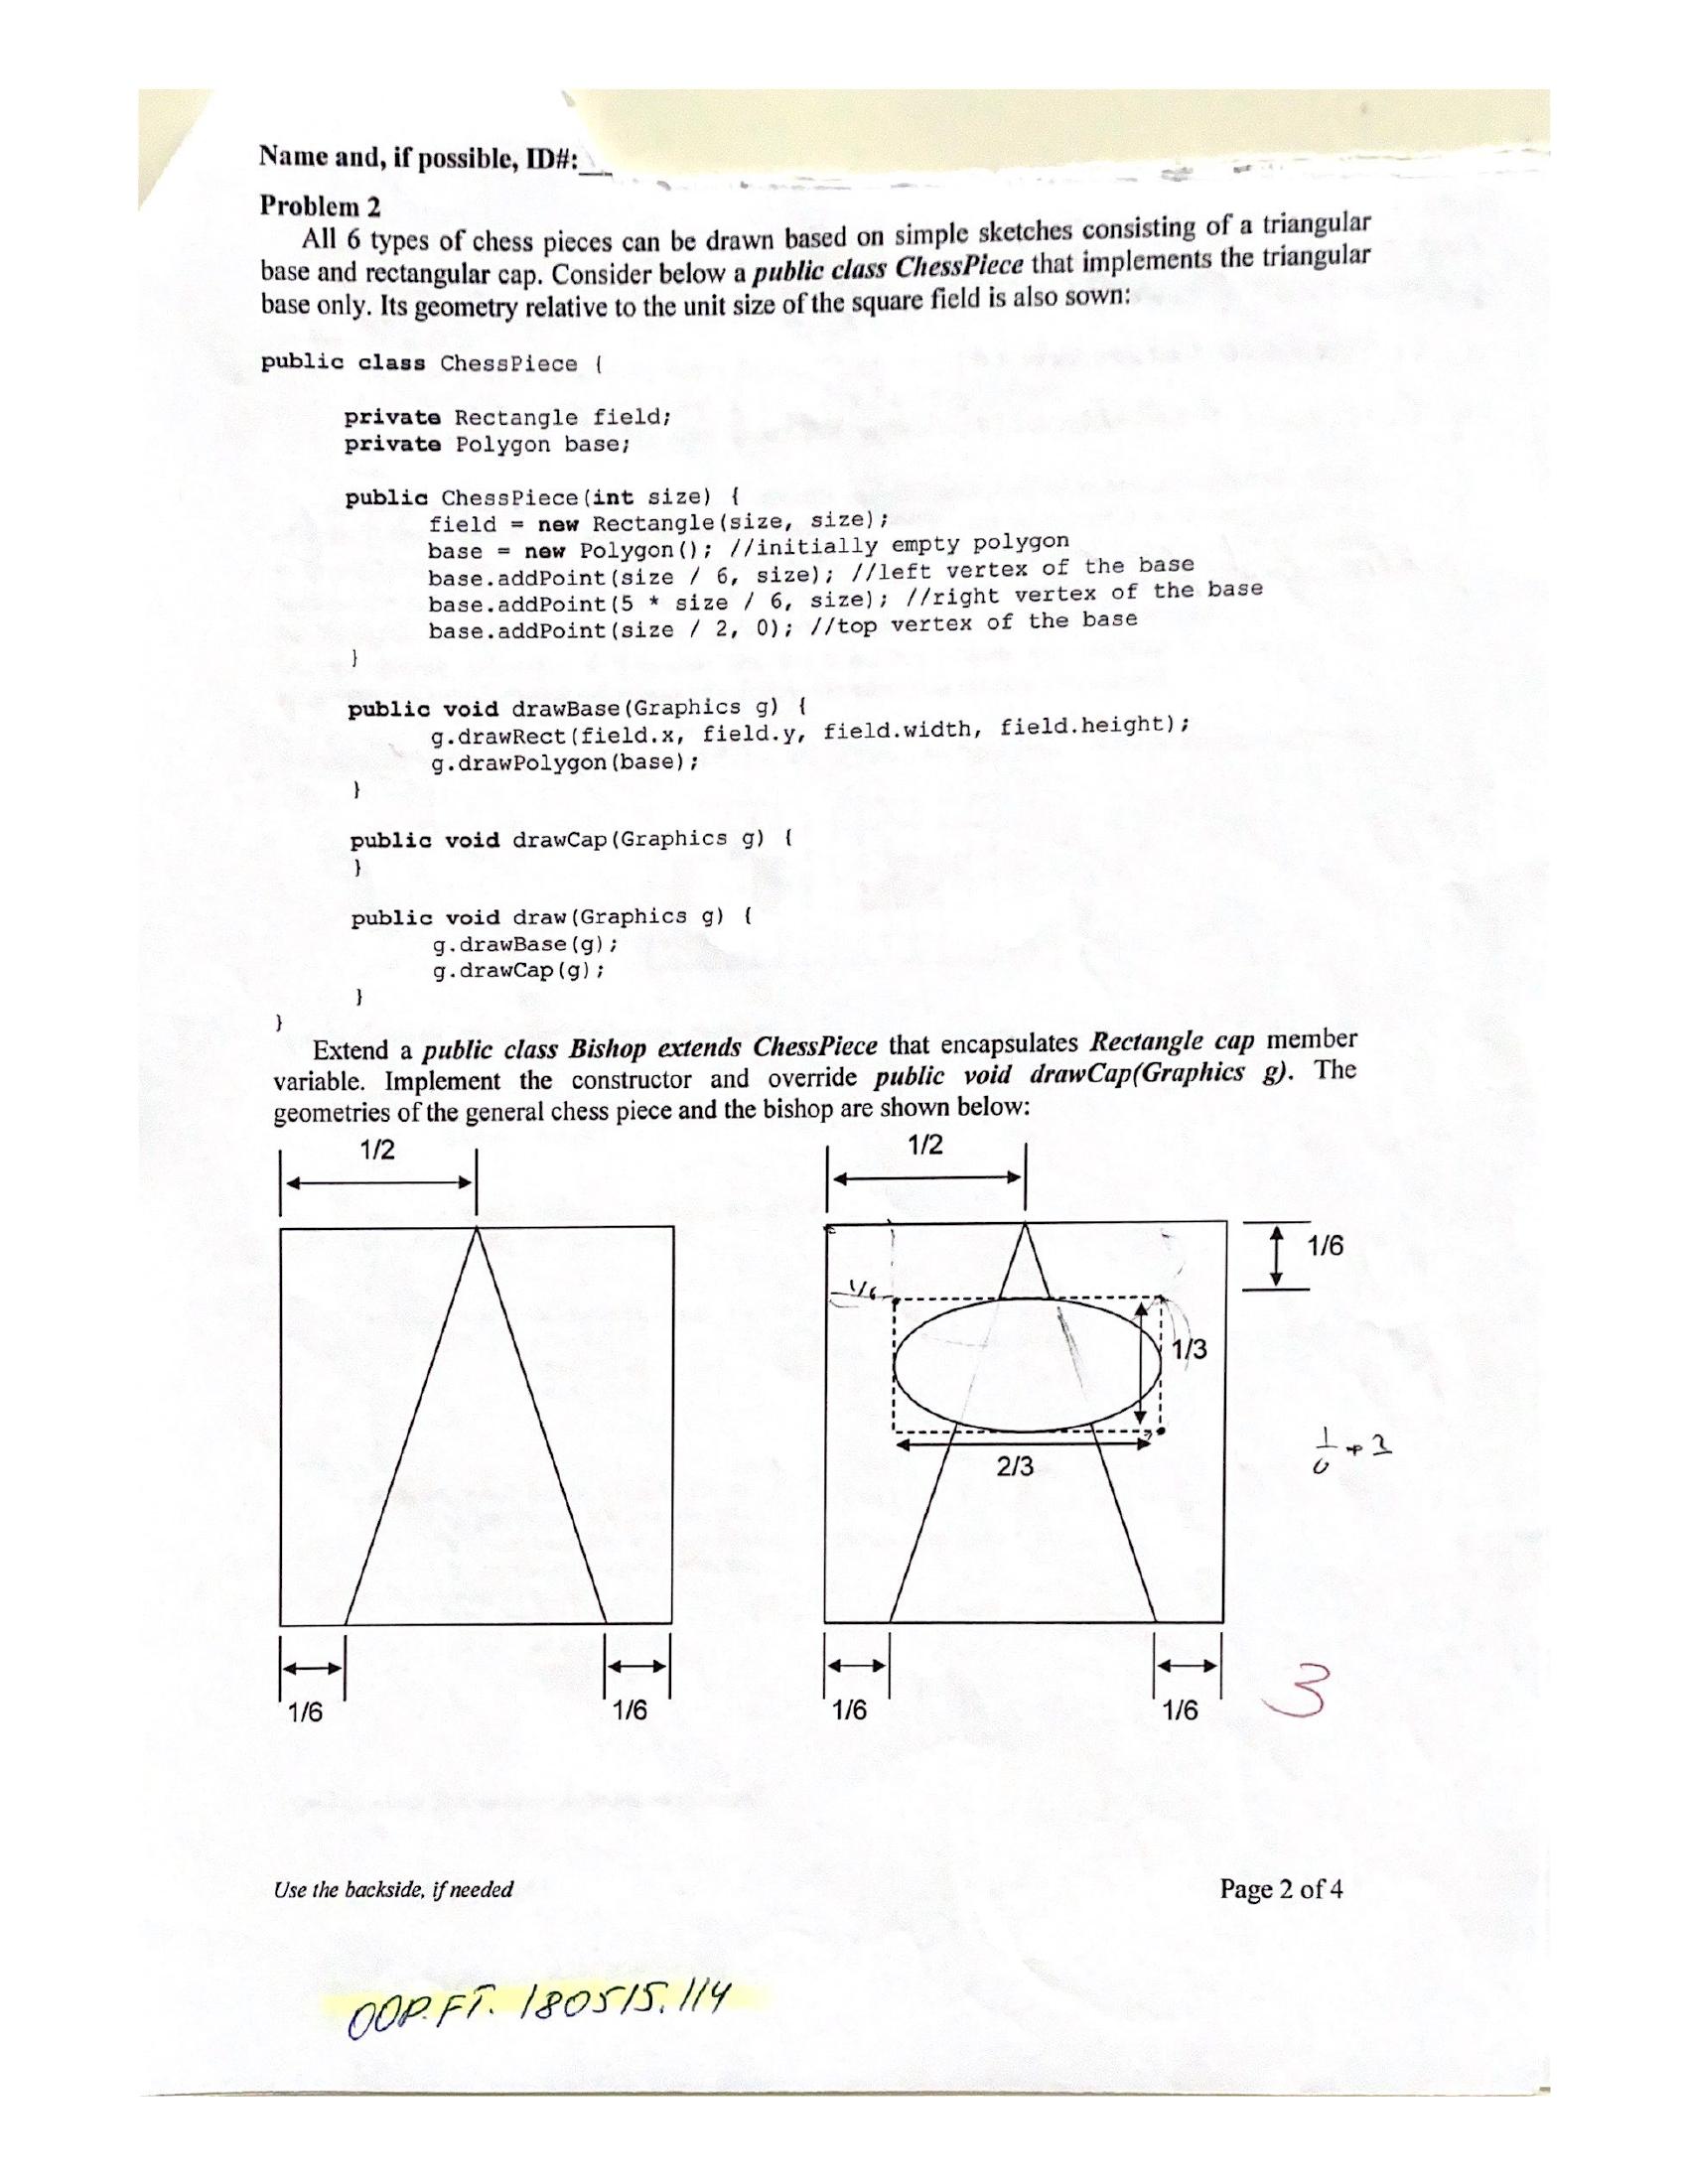 Name and, if possible, ID#:
Problem 2
All 6 types of chess pieces can be drawn based on simple sketches consisting of a triangular
base and rectangular cap. Consider below a public class ChessPiece that implements the triangular
base only. Its geometry relative to the unit size of the square field is also sown:
public class ChessPiece {
private Rectangle field;
private Polygon base;
public ChessPiece(int size) {
field = new Rectangle(size, size);
base = new Polygon(); //initially empty polygon
base.addPoint(size / 6, size); //left vertex of the base
base.addPoint(5 * size / 6, size); //right vertex of the base
base.addPoint(size / 2, 0); //top vertex of the base
}
public void drawBase(Graphics g) {
g.drawRect(field.x, field.y, field.width, field.height);
g.drawPolygon(base);
}
public void drawCap(Graphics g) {
}
public void draw(Graphics g) {
g.drawBase(g);
g.drawCap(g);
}
}
Extend a public class Bishop extends ChessPiece that encapsulates Rectangle cap member
variable. Implement the constructor and override public void drawCap(Graphics g). The
geometries of the general chess piece and the bishop are shown below:
1/2
1/2
1/6
1/6
1/3
2/3
1/6
1/6
1/6
1/6
3
Use the backside, if needed
Page 2 of 4
OOP.FT. 180515.114